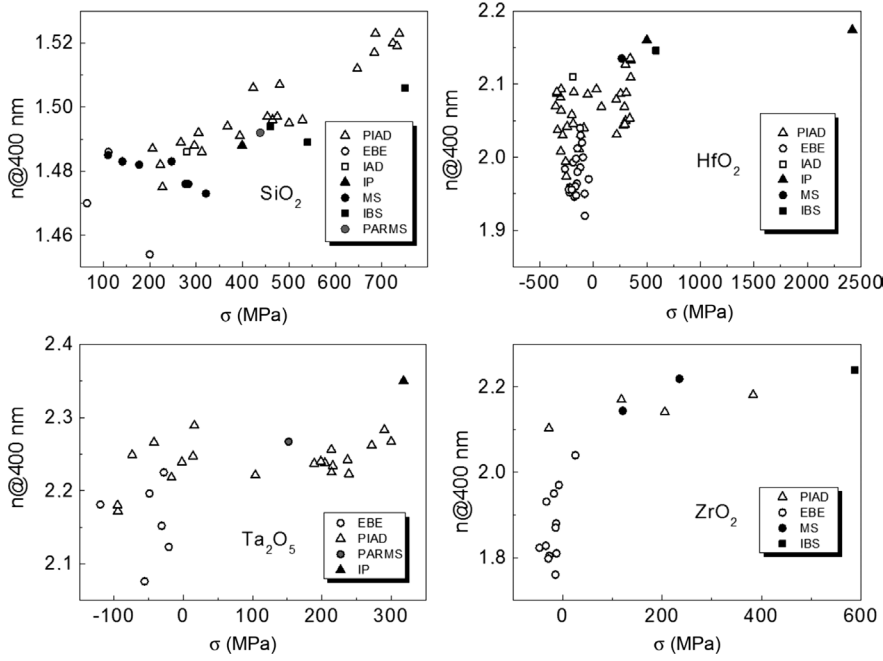 1.52
1.50
1.48
1.46
n@400 nm
100 200 300 400 500 600 700
σ (MPa)
PIAD
EBE
IAD
IP
MS
IBS
PARMS
SiO2
2.2
2.1
2.0
1.9
n@400 nm
-500 0 500 1000 1500 2000 2500
σ (MPa)
HfO2
PIAD
EBE
IAD
IP
MS
IBS
2.4
2.3
2.2
2.1
n@400 nm
-100 0 100 200 300
σ (MPa)
Ta2O5
EBE
PIAD
PARMS
IP
2.2
2.0
1.8
n@400 nm
0 200 400 600
σ (MPa)
ZrO2
PIAD
EBE
MS
IBS